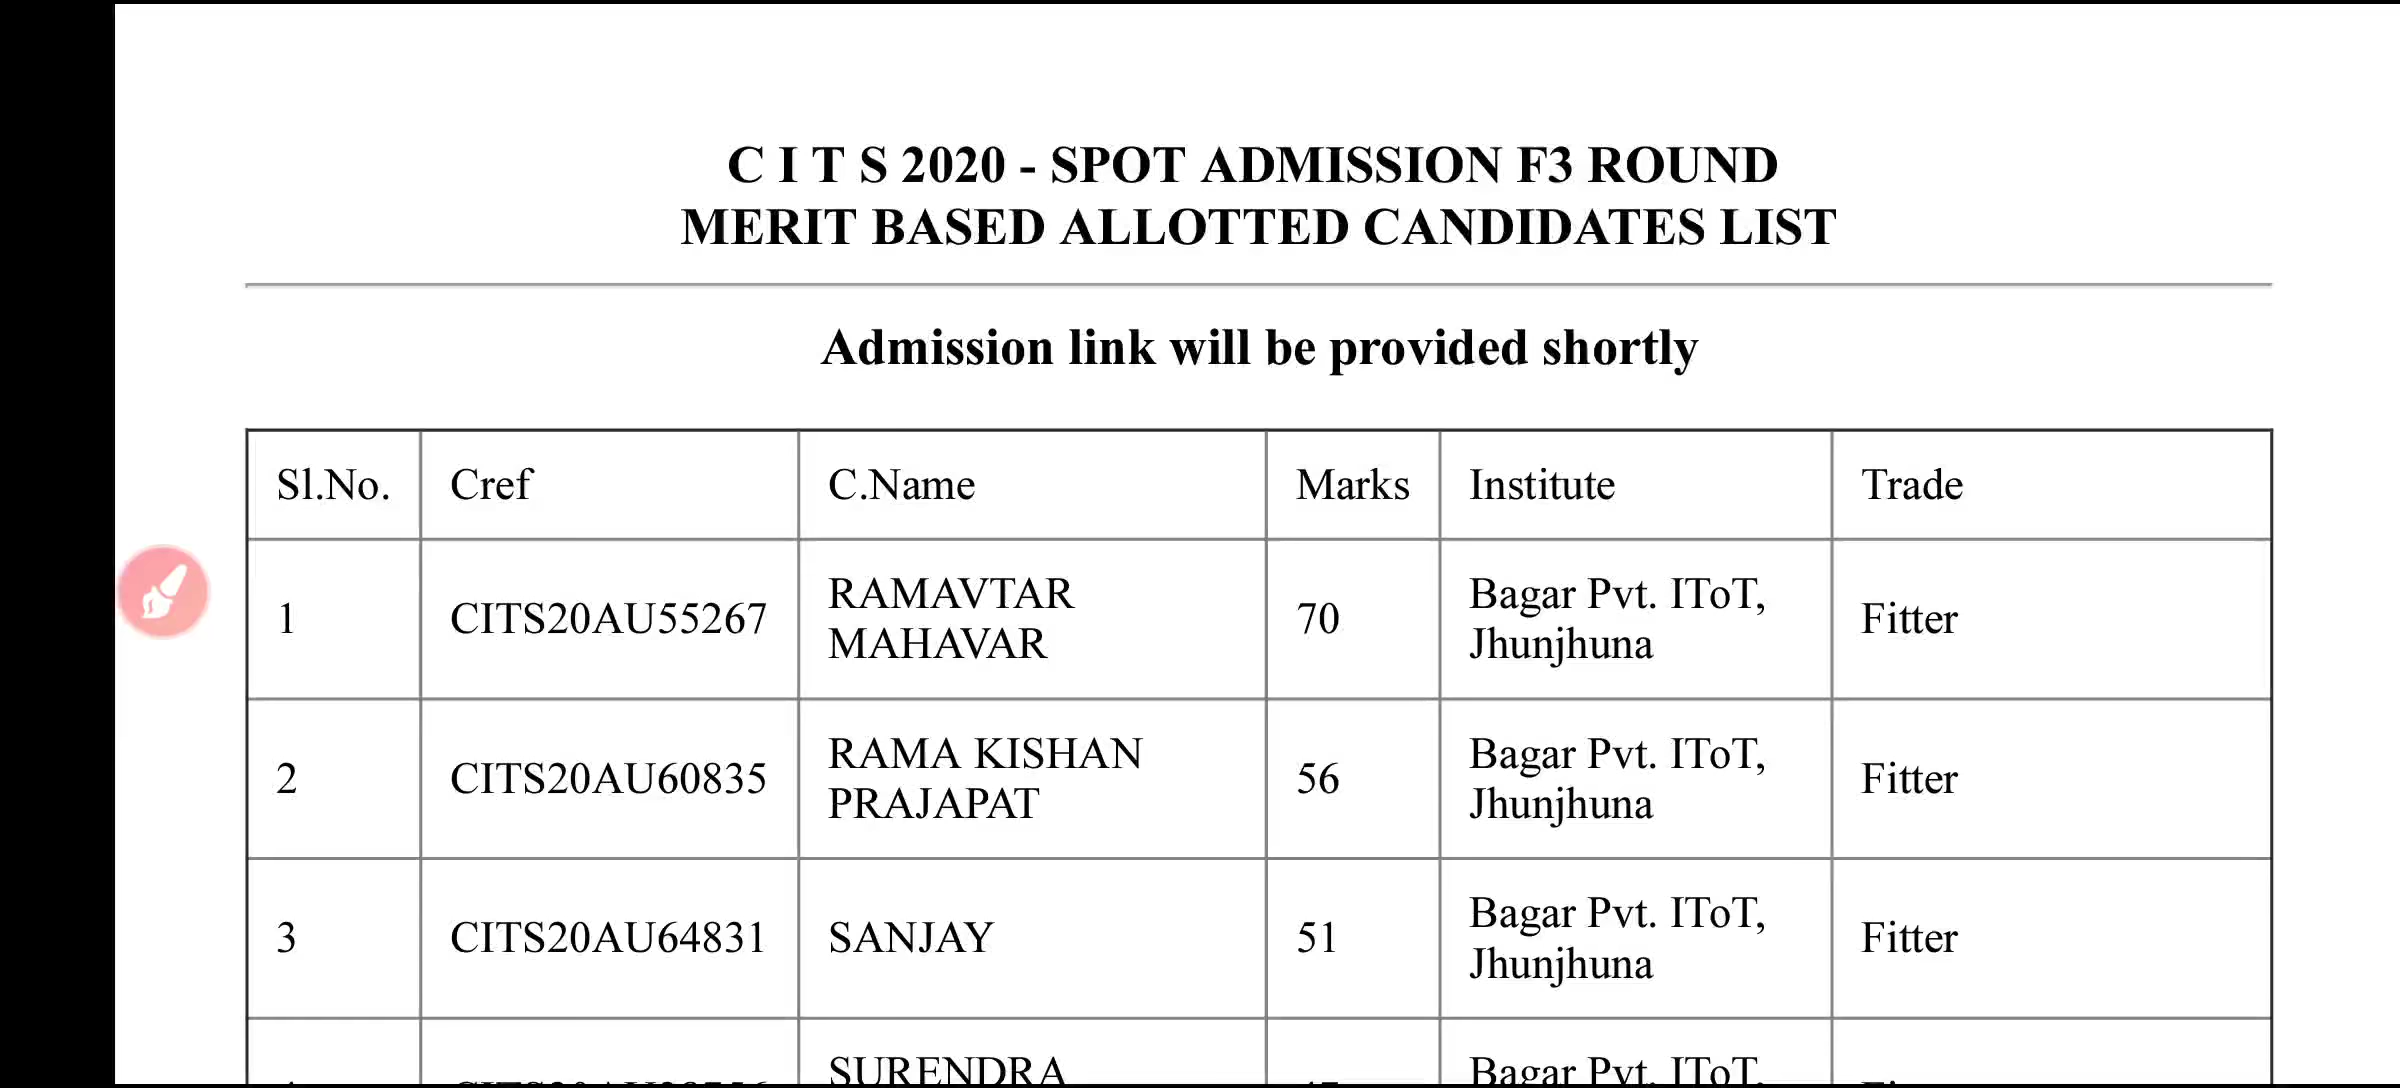 C I T S 2020 - SPOT ADMISSION F3 ROUND
MERIT BASED ALLOTTED CANDIDATES LIST
Admission link will be provided shortly
Sl.No. Cref C.Name Marks Institute Trade
1 CITS20AU55267 RAMAVTAR MAHAVAR 70 Bagar Pvt. IToT, Jhunjhuna Fitter
2 CITS20AU60835 RAMA KISHAN PRAJAPAT 56 Bagar Pvt. IToT, Jhunjhuna Fitter
3 CITS20AU64831 SANJAY 51 Bagar Pvt. IToT, Jhunjhuna Fitter
SURENDRA Bagar Pvt. IToT,